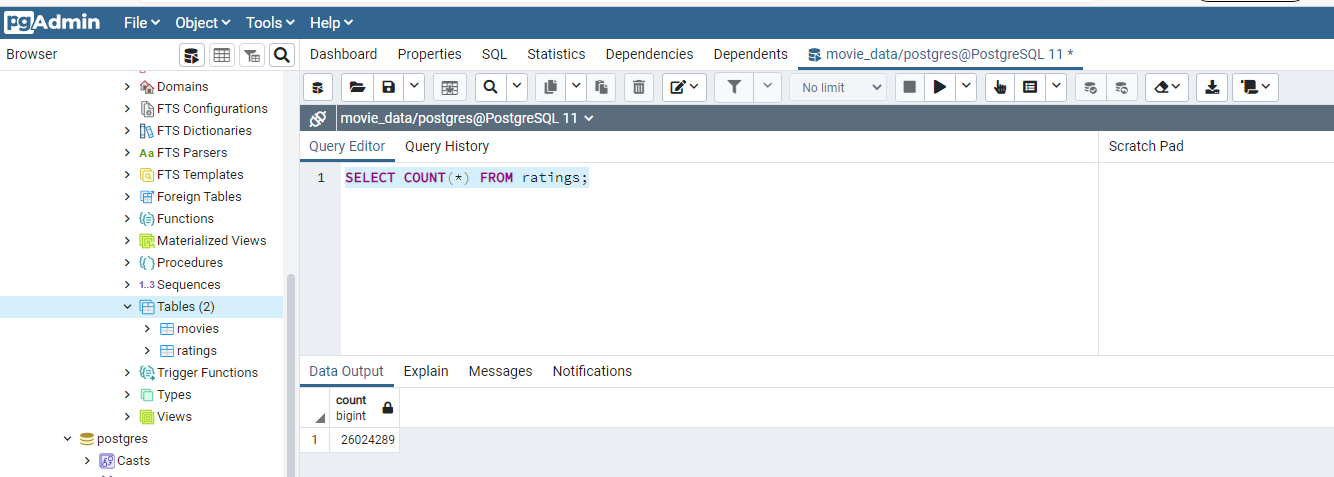 pgAdmin File Object Tools Help
Browser
Dashboard Properties SQL Statistics Dependencies Dependents movie_data/postgres@PostgreSQL 11 *
No limit
movie_data/postgres@PostgreSQL 11
Query Editor Query History
Scratch Pad
1 SELECT COUNT(*) FROM ratings;
Domains
FTS Configurations
FTS Dictionaries
Aa FTS Parsers
FTS Templates
Foreign Tables
Functions
Materialized Views
Procedures
1..3 Sequences
Tables (2)
movies
ratings
Trigger Functions
Types
Views
postgres
Casts
Data Output Explain Messages Notifications
count
bigint
1 26024289